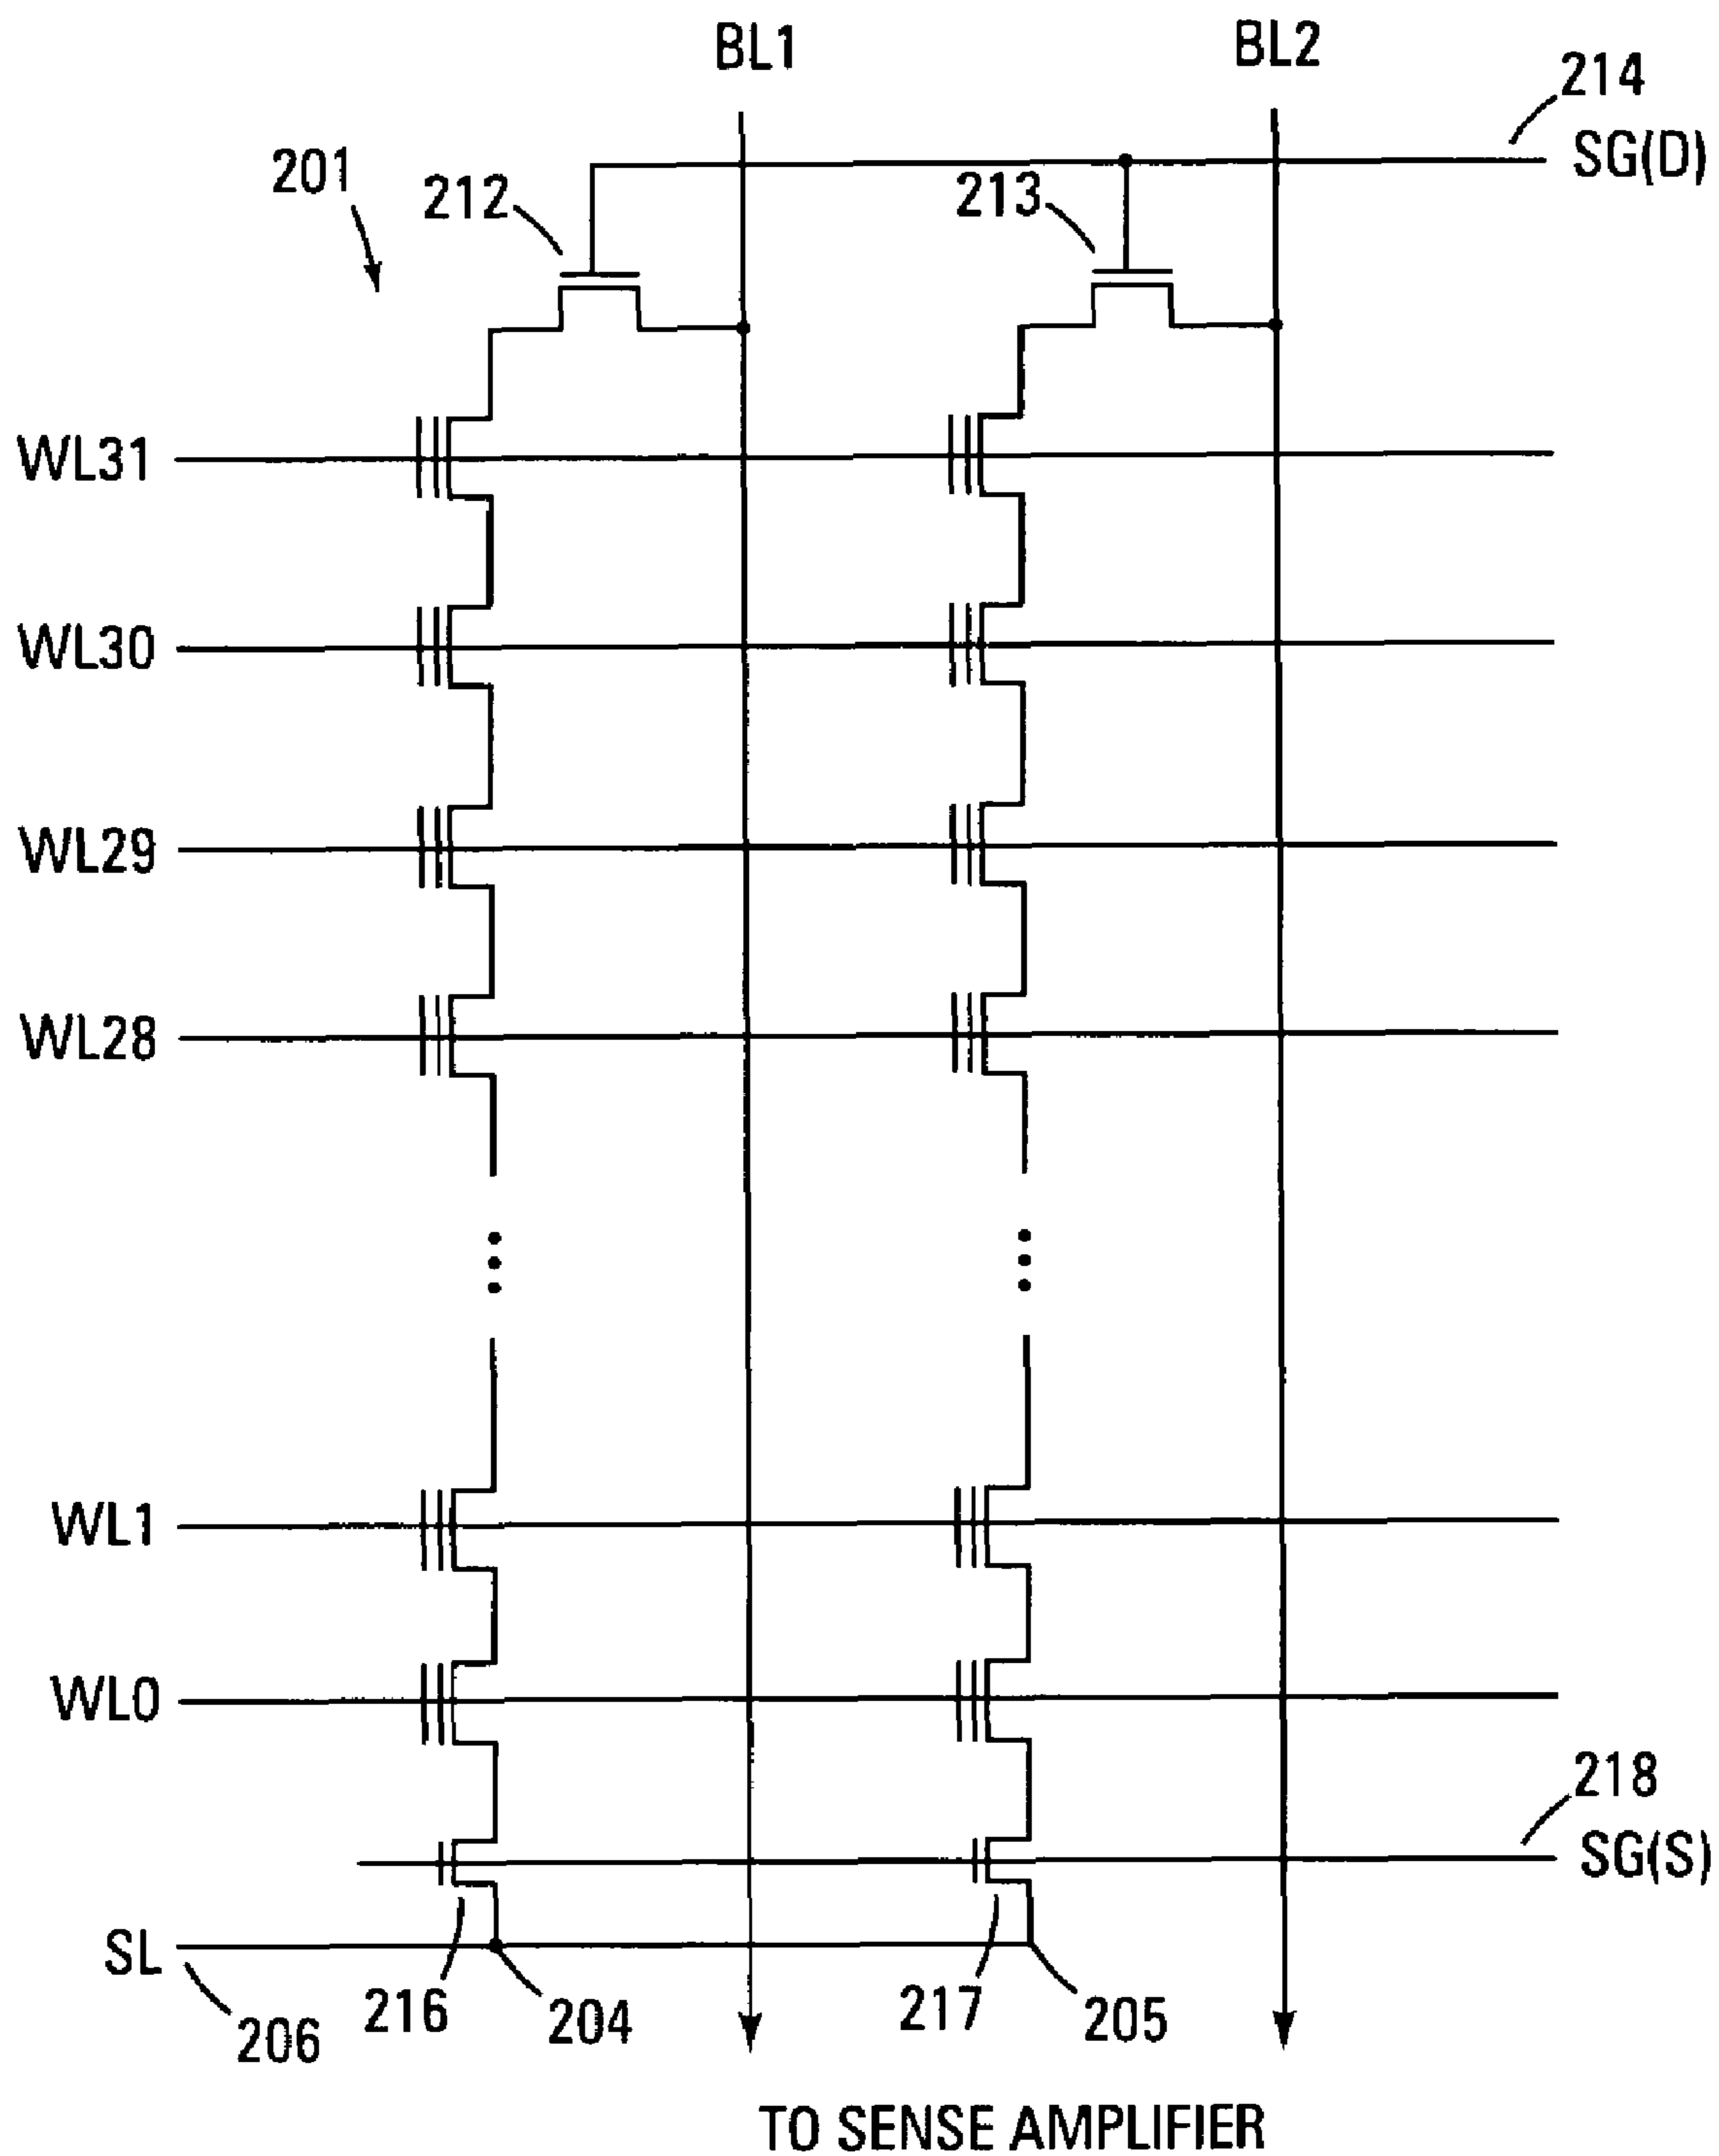 BL1
BL2
214
SG(D)
201
212
213
WL31
WL30
WL29
WL28
WL1
WL0
218
SG(S)
SL
206
216
204
217
205
TO SENSE AMPLIFIER